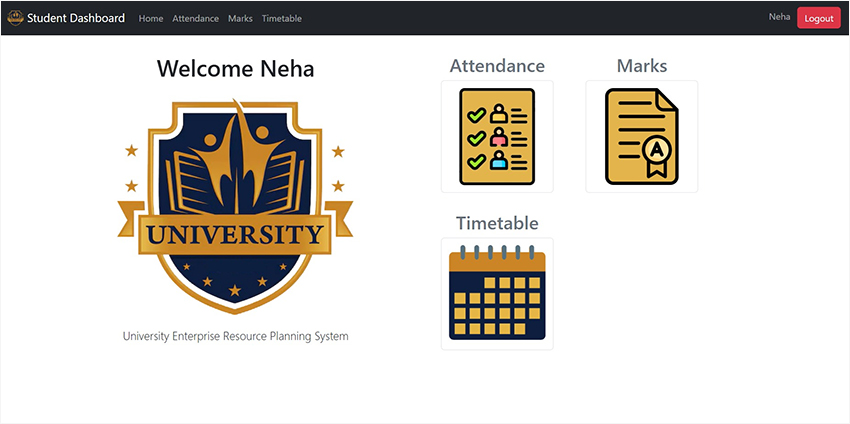 Student Dashboard Home Attendance Marks Timetable Neha Logout
Welcome Neha
UNIVERSITY
University Enterprise Resource Planning System
Attendance Marks
A
Timetable